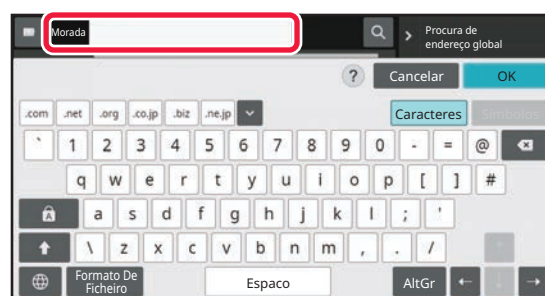 Morada
Procura de
endereço global
? Cancelar OK
.com .net .org .co.jp .biz .ne.jp Caracteres Símbolos
` 1 2 3 4 5 6 7 8 9 0 - = @
q w e r t y u i o p [ ] #
A a s d f g h j k l ; '
\ z x c v b n m , . /
Formato De
Ficheiro
Espaco AltGr